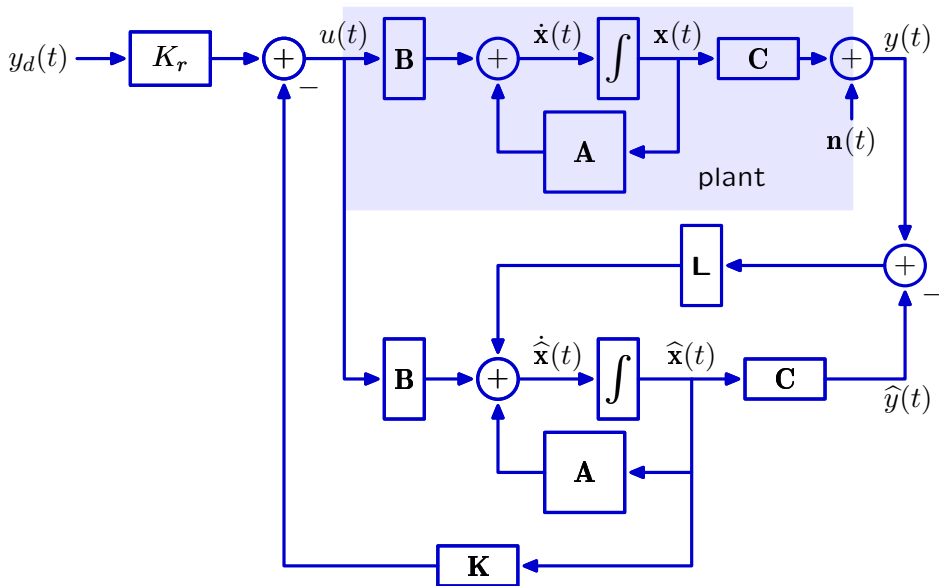 y_d(t)
K_r
+
−
u(t)
B
+
ẋ(t)
∫
x(t)
C
+
y(t)
A
n(t)
plant
L
+
−
B
+
x̂̇(t)
∫
x̂(t)
C
ŷ(t)
A
K